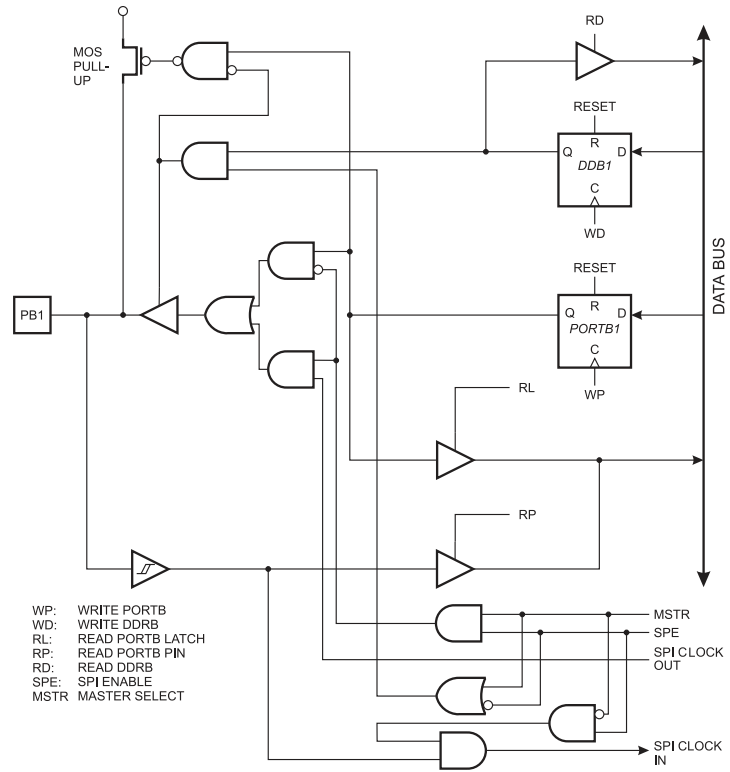 RD
MOS
PULL-
UP
RESET
R
Q
D
DDB1
C
WD
DATA BUS
RESET
R
Q
D
PORTB1
C
WP
PB1
RL
RP
WP: WRITE PORTB
WD: WRITE DDRB
RL: READ PORTB LATCH
RP: READ PORTB PIN
RD: READ DDRB
SPE: SPI ENABLE
MSTR MASTER SELECT
MSTR
SPE
SPI CLOCK
OUT
SPI CLOCK
IN